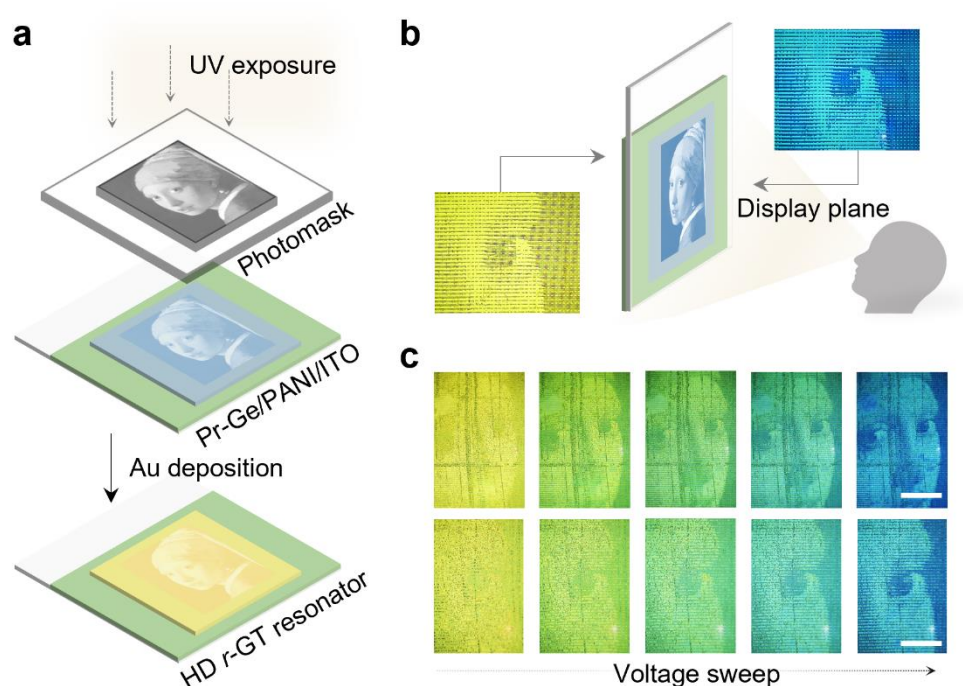 a
UV exposure
Photomask
Pr-Ge/PANI/ITO
Au deposition
HD r-GT resonator
b
Display plane
c
Voltage sweep